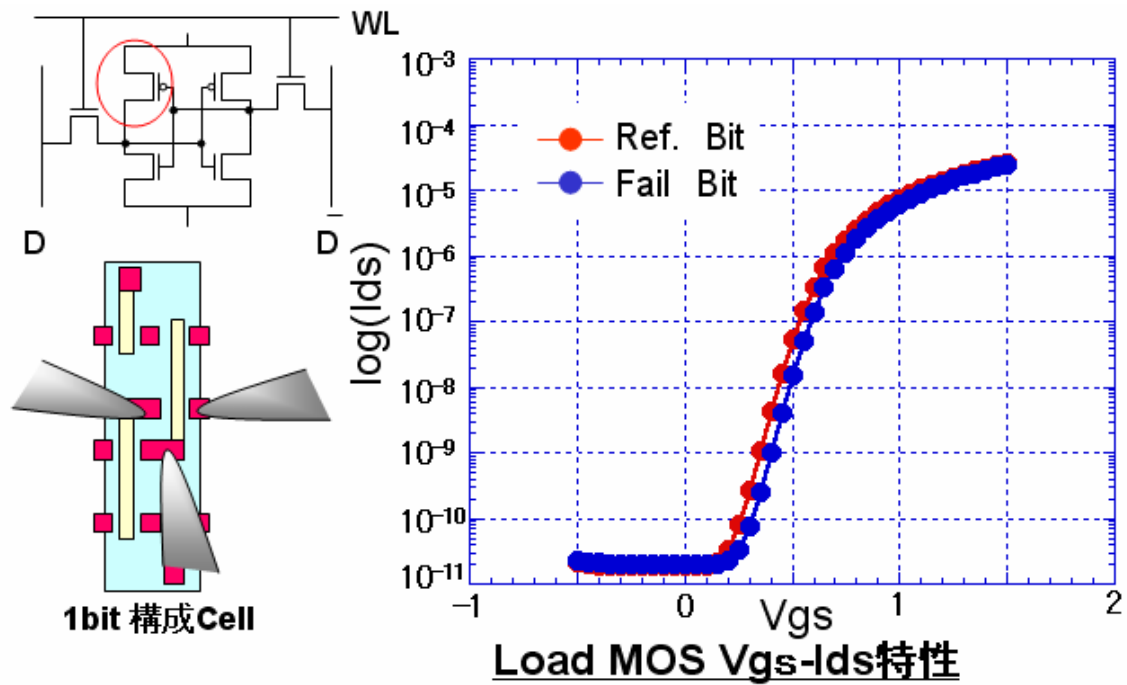 WL
D
D̅
1bit 構成Cell
10⁻³
10⁻⁴
10⁻⁵
10⁻⁶
10⁻⁷
10⁻⁸
10⁻⁹
10⁻¹⁰
10⁻¹¹
log(Ids)
Ref. Bit
Fail Bit
−1
0
1
2
Vgs
Load MOS Vgs-Ids特性